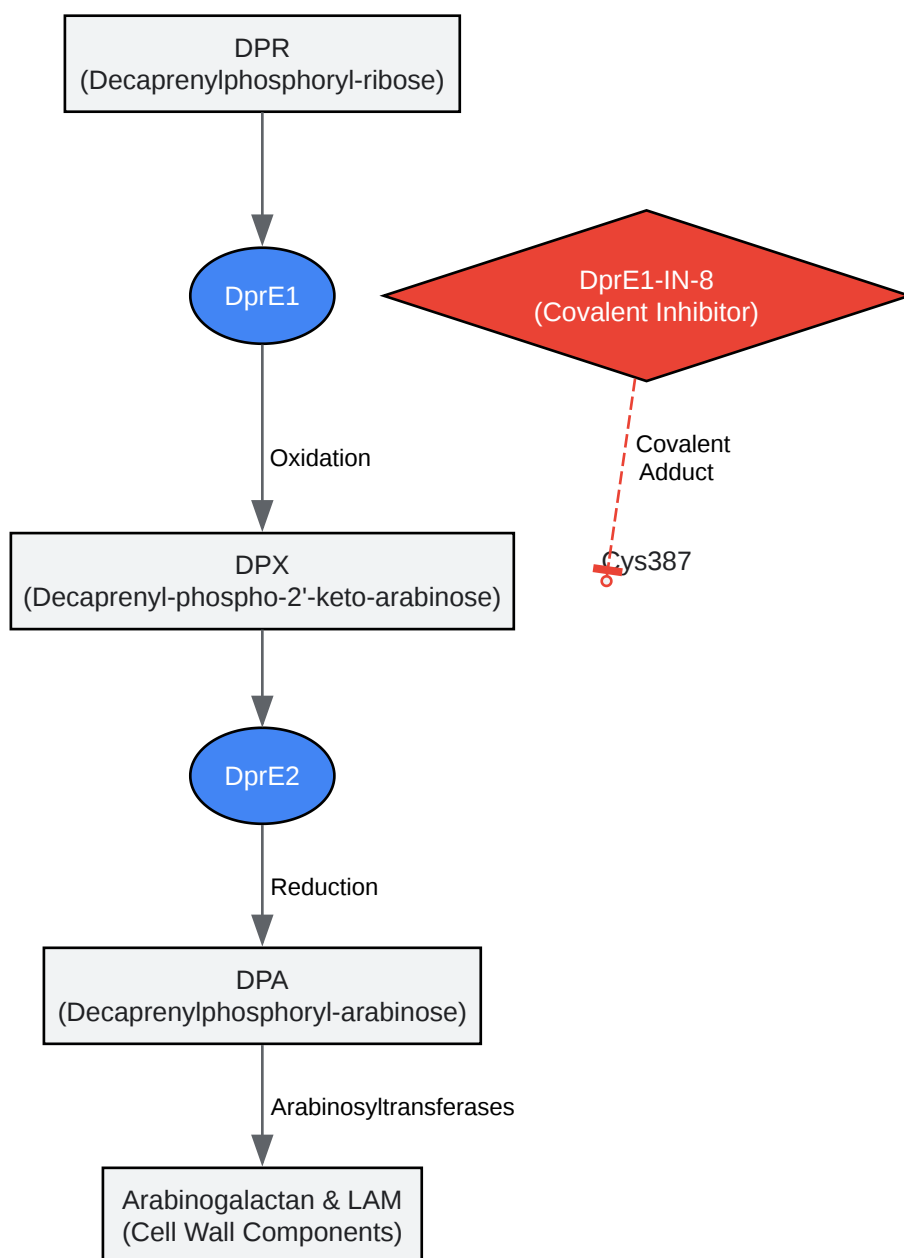 DPR
(Decaprenylphosphoryl-ribose)
DprE1
DprE1-IN-8
(Covalent Inhibitor)
Oxidation
Covalent
Adduct
DPX
(Decaprenyl-phospho-2'-keto-arabinose)
Cys387
DprE2
Reduction
DPA
(Decaprenylphosphoryl-arabinose)
Arabinosyltransferases
Arabinogalactan & LAM
(Cell Wall Components)